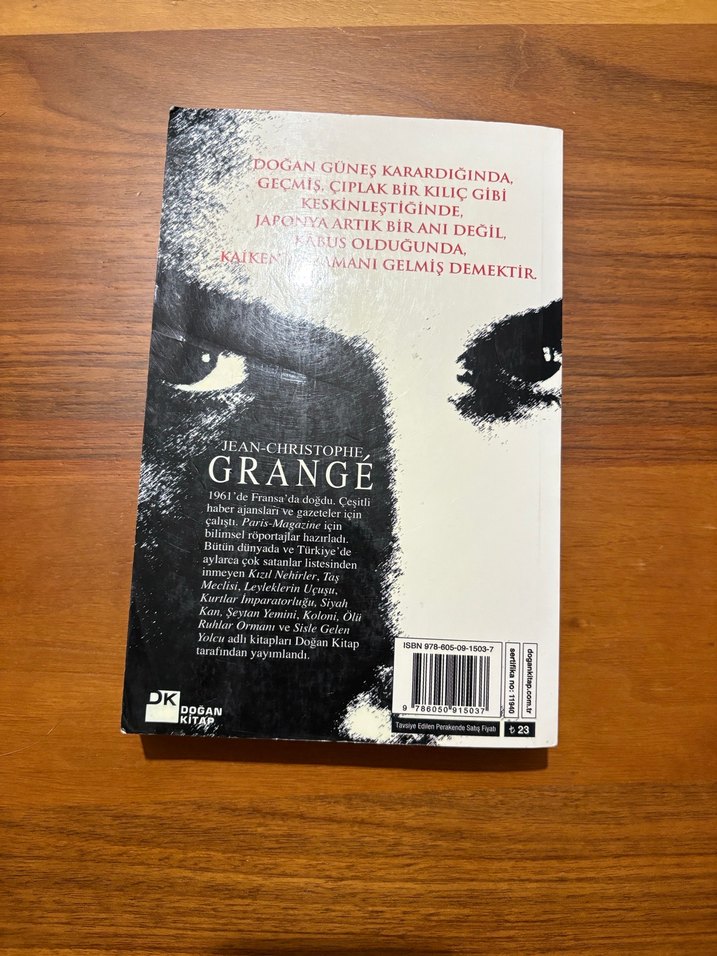 DOĞAN GÜNEŞ KARARDIĞINDA,
GEÇMİŞ, ÇIPLAK BİR KILIÇ GİBİ
KESKİNLEŞTİĞİNDE,
JAPONYA ARTIK BİR ANI DEĞİL,
KÂBUS OLDUĞUNDA,
KAIKEN ZAMANI GELMİŞ DEMEKTİR.
JEAN-CHRISTOPHE
GRANGÉ
1961'de Fransa'da doğdu. Çeşitli
haber ajansları ve gazeteler için
çalıştı. Paris-Magazine için
bilimsel röportajlar hazırladı.
Bütün dünyada ve Türkiye'de
aylarca çok satanlar listesinden
inmeyen Kızıl Nehirler, Taş
Meclisi, Leyleklerin Uçuşu,
Kurtlar İmparatorluğu, Siyah
Kan, Şeytan Yemini, Koloni, Ölü
Ruhlar Ormanı ve Sisle Gelen
Yolcu adlı kitapları Doğan Kitap
tarafından yayımlandı.
DK
DOĞAN
KİTAP
ISBN 978-605-09-1503-7
9 786050 915037
Tavsiye Edilen Perakende Satış Fiyatı
₺ 23
sertifika no: 11940
dogankitap.com.tr